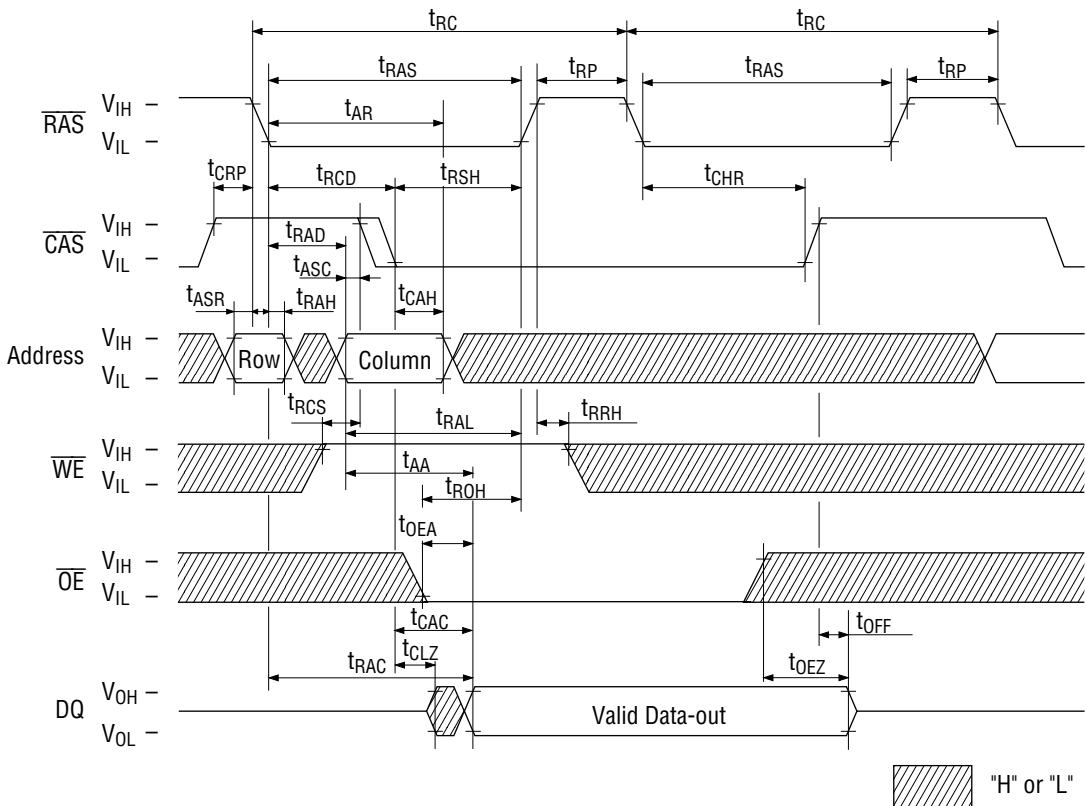 tRC tRC
tRAS tRP tRAS tRP
RAS VIH – tAR
VIL –
tCRP tRCD tRSH tCHR
CAS VIH –
VIL – tRAD
tASC
tASR tRAH tCAH
Address VIH – Row Column
VIL –
tRCS tRAL tRRH
WE VIH –
VIL – tAA
tROH
tOEA
OE VIH –
VIL –
tCAC tOFF
tRAC tCLZ tOEZ
DQ VOH – Valid Data-out
VOL –
"H" or "L"